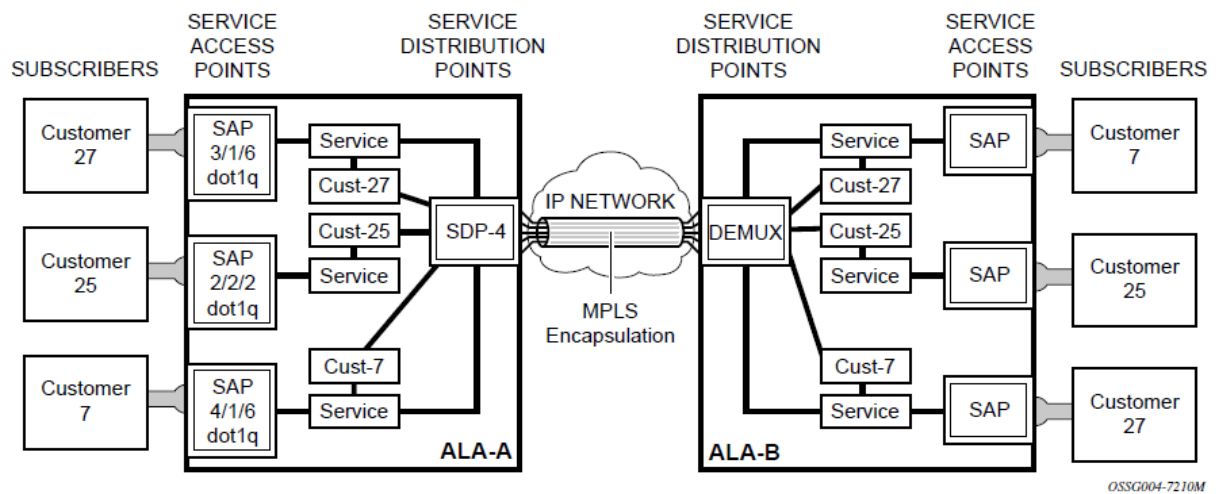 SERVICE
ACCESS
POINTS
SERVICE
DISTRIBUTION
POINTS
SERVICE
DISTRIBUTION
POINTS
SERVICE
ACCESS
POINTS
SUBSCRIBERS
SUBSCRIBERS
Customer
27
SAP
3/1/6
dot1q
Service
Cust-27
Customer
25
SAP
2/2/2
dot1q
Cust-25
Service
Customer
7
SAP
4/1/6
dot1q
Cust-7
Service
SDP-4
ALA-A
IP NETWORK
MPLS
Encapsulation
DEMUX
ALA-B
Service
Cust-27
SAP
Customer
7
Cust-25
Service
SAP
Customer
25
Cust-7
Service
SAP
Customer
27
OSSG004-7210M